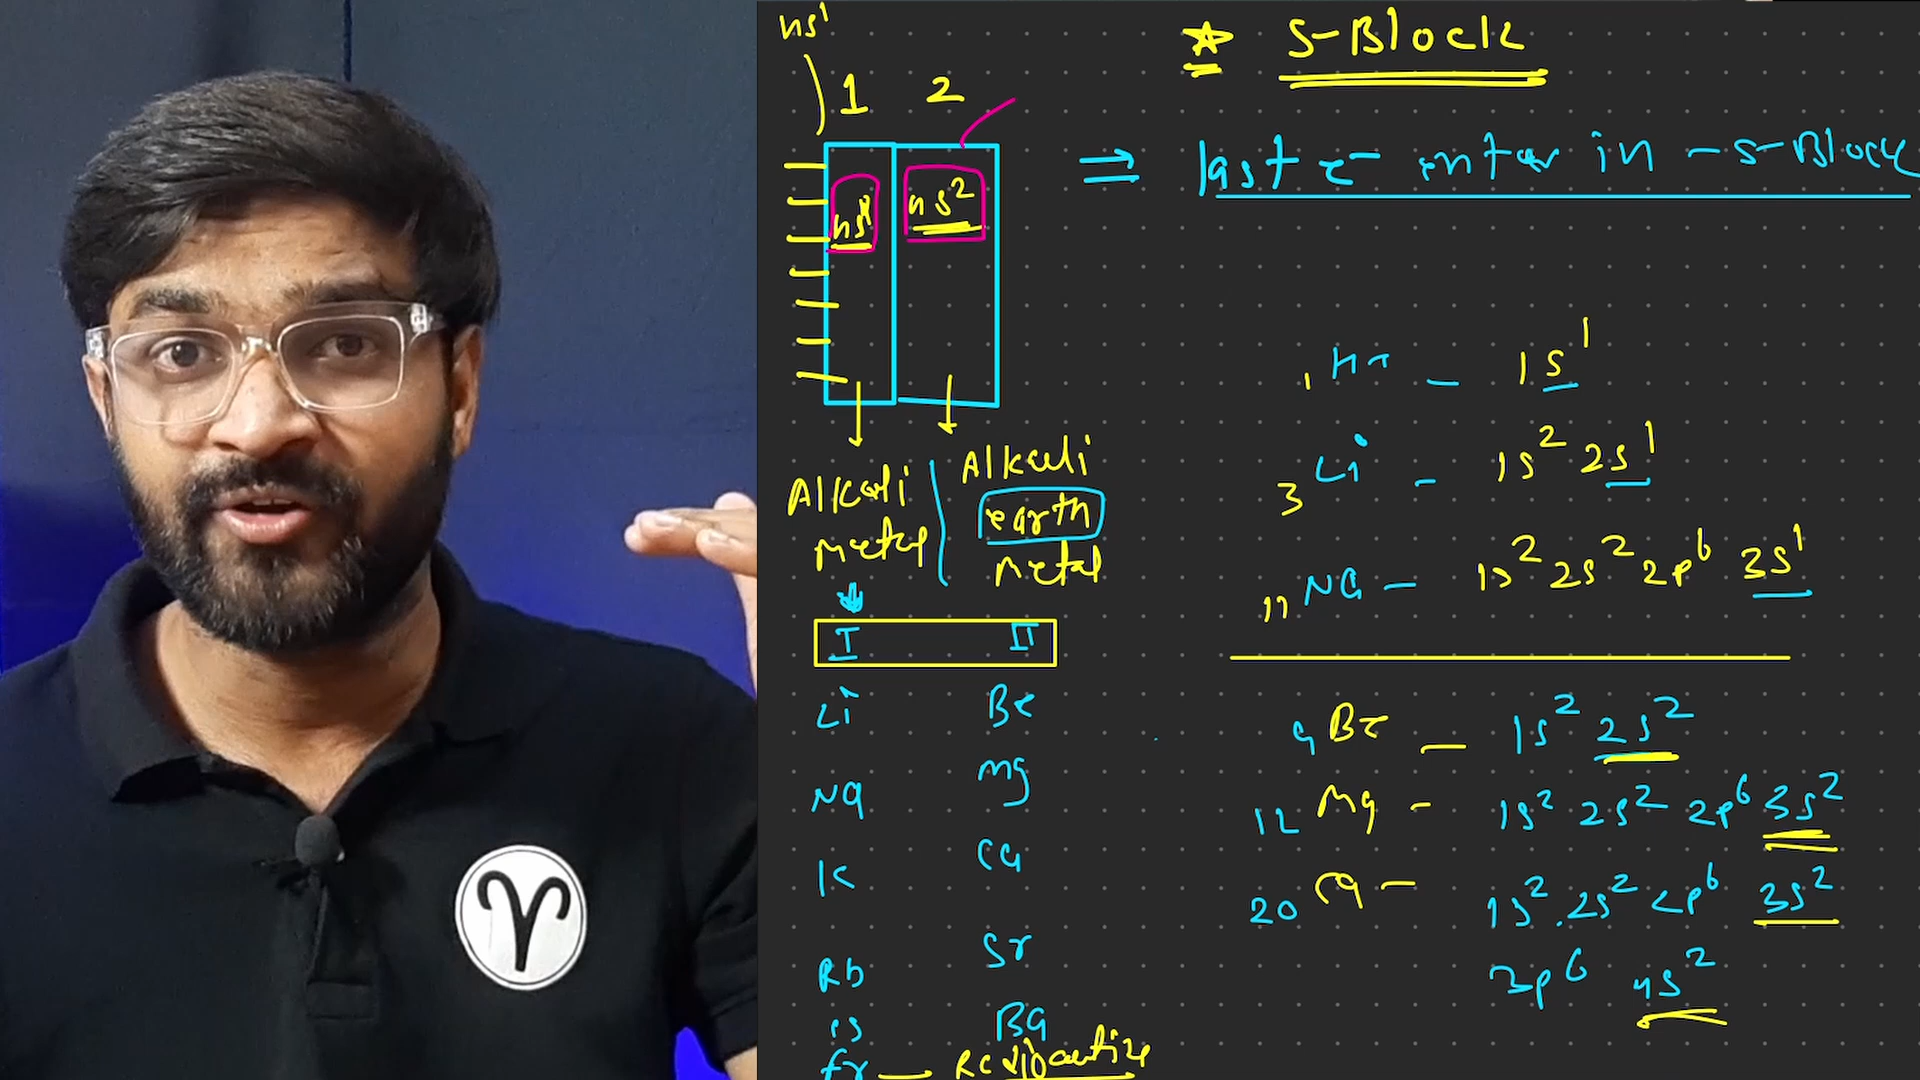 ns¹
☆ S-Block
1 2
⇒ last e⁻ enter in - s-Block
ns¹ ns²
₁H - 1s¹
₃Li - 1s² 2s¹
₁₁Na - 1s² 2s² 2p⁶ 3s¹
Alkali metal
Alkali earth metal
I II
Li Be
Na Mg
K Ca
Rb Sr
Cs Ba
Fr — Radioactive
₄Be - 1s² 2s²
₁₂Mg - 1s² 2s² 2p⁶ 3s²
₂₀Ca - 1s² 2s² 2p⁶ 3s²
3p⁶ 4s²